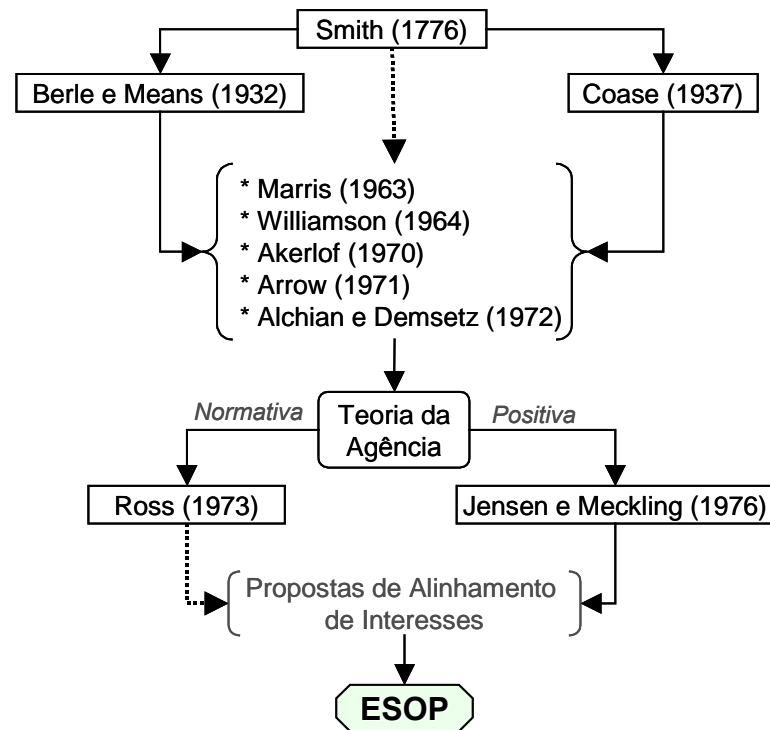 Smith (1776)
Berle e Means (1932)
Coase (1937)
* Marris (1963)
* Williamson (1964)
* Akerlof (1970)
* Arrow (1971)
* Alchian e Demsetz (1972)
Normativa
Teoria da
Agência
Positiva
Ross (1973)
Jensen e Meckling (1976)
Propostas de Alinhamento
de Interesses
ESOP